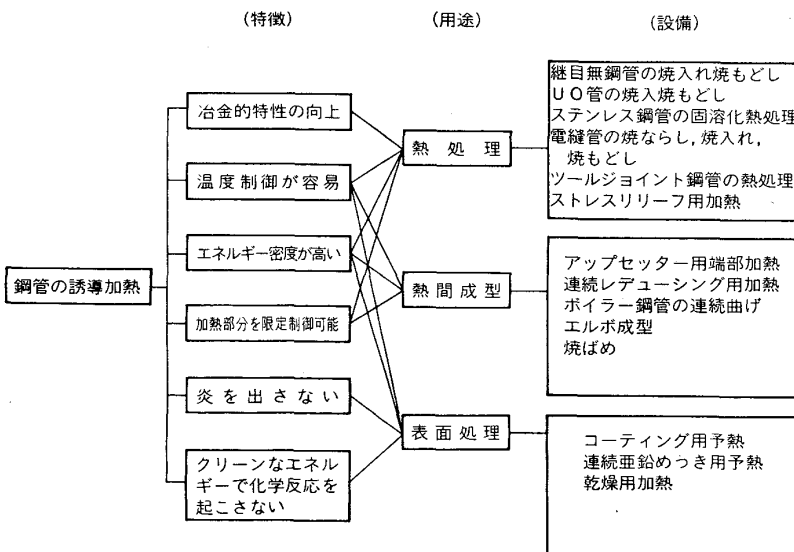 (特徴)
(用途)
(設備)
鋼管の誘導加熱
冶金的特性の向上
温度制御が容易
エネルギー密度が高い
加熱部分を限定制御可能
炎を出さない
クリーンなエネル
ギーで化学反応を
起こさない
熱処理
熱間成型
表面処理
継目無鋼管の焼入れ焼もどし
UO管の焼入焼もどし
ステンレス鋼管の固溶化熱処理
電縫管の焼ならし,焼入れ,
焼もどし
ツールジョイント鋼管の熱処理
ストレスリリーフ用加熱
アップセッター用端部加熱
連続レデューシング用加熱
ボイラー鋼管の連続曲げ
エルボ成型
焼ばめ
コーティング用予熱
連続亜鉛めっき用予熱
乾燥用加熱